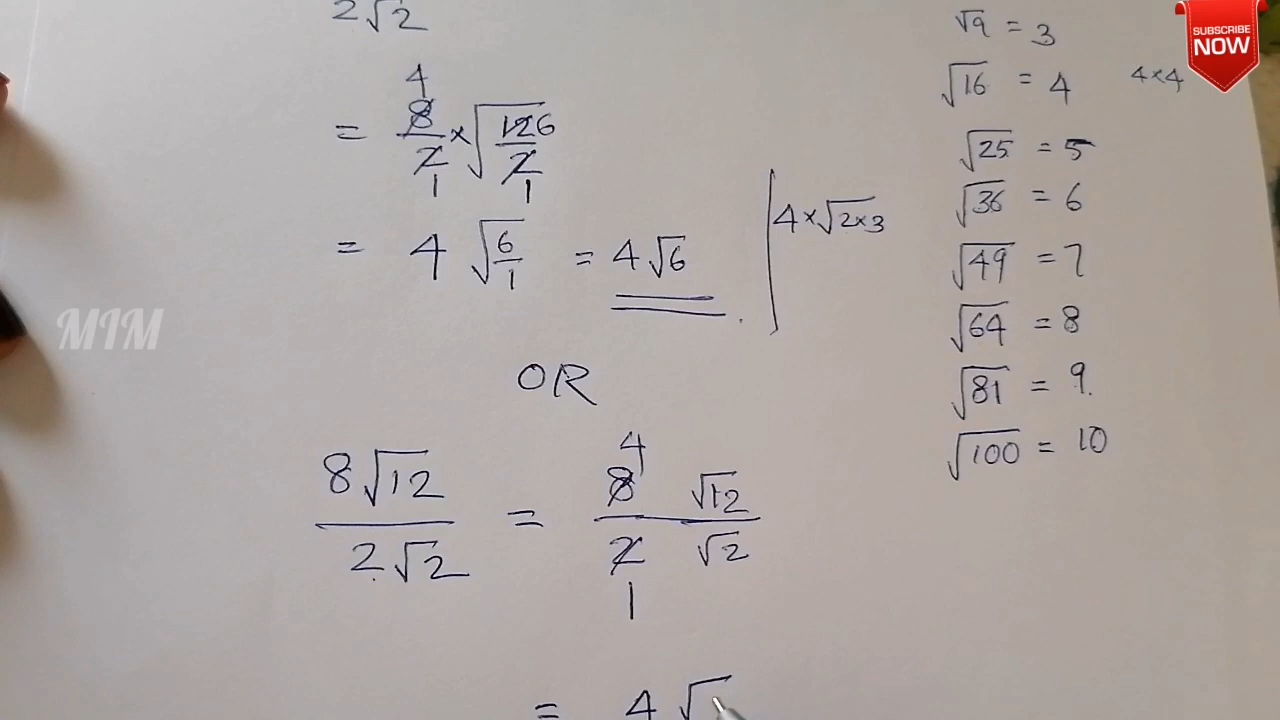 2√2
= 8/2 × √12/2 4 1 6 1
= 4 √6/1 = 4√6
4×√2×3
OR
8√12/2√2 = 8/2 √12/√2 4 1
= 4 √
√9 = 3
√16 = 4 4×4
√25 = 5
√36 = 6
√49 = 7
√64 = 8
√81 = 9.
√100 = 10
SUBSCRIBE
NOW
MIM